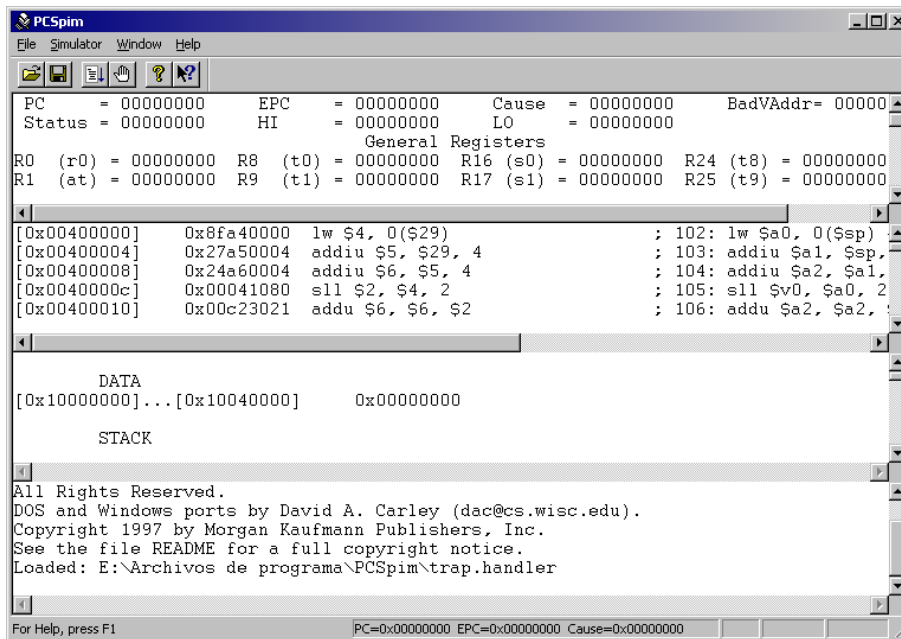 PCSpim
File Simulator Window Help
PC = 00000000 EPC = 00000000 Cause = 00000000 BadVAddr= 00000
Status = 00000000 HI = 00000000 LO = 00000000
General Registers
R0 (r0) = 00000000 R8 (t0) = 00000000 R16 (s0) = 00000000 R24 (t8) = 00000000
R1 (at) = 00000000 R9 (t1) = 00000000 R17 (s1) = 00000000 R25 (t9) = 00000000
[0x00400000] 0x8fa40000 lw $4, 0($29) ; 102: lw $a0, 0($sp)
[0x00400004] 0x27a50004 addiu $5, $29, 4 ; 103: addiu $a1, $sp,
[0x00400008] 0x24a60004 addiu $6, $5, 4 ; 104: addiu $a2, $a1,
[0x0040000c] 0x00041080 sll $2, $4, 2 ; 105: sll $v0, $a0, 2
[0x00400010] 0x00c23021 addu $6, $6, $2 ; 106: addu $a2, $a2,
DATA
[0x10000000]...[0x10040000] 0x00000000
STACK
All Rights Reserved.
DOS and Windows ports by David A. Carley (dac@cs.wisc.edu).
Copyright 1997 by Morgan Kaufmann Publishers, Inc.
See the file README for a full copyright notice.
Loaded: E:\Archivos de programa\PCSpim\trap.handler
For Help, press F1 PC=0x00000000 EPC=0x00000000 Cause=0x00000000